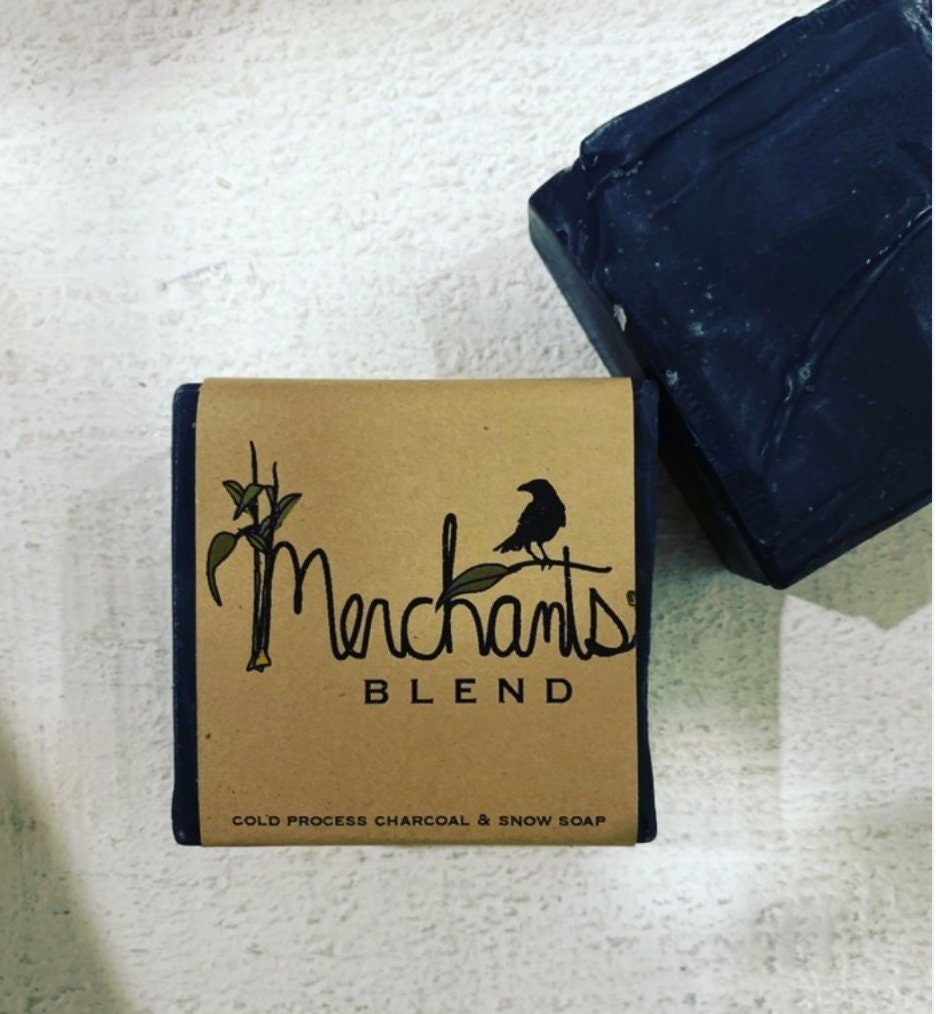 Merchants
BLEND
COLD PROCESS CHARCOAL & SNOW SOAP